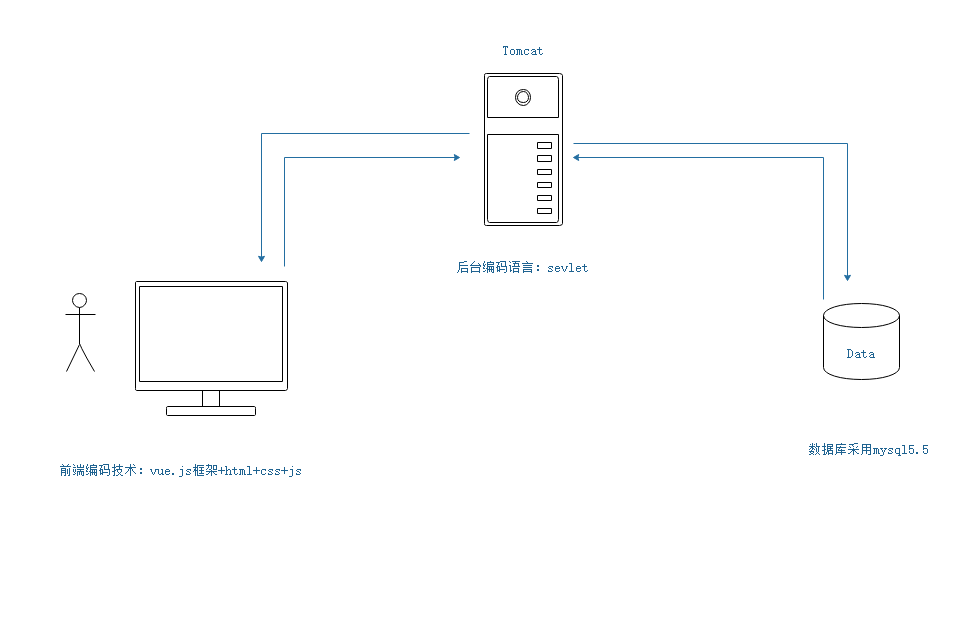 Tomcat
后台编码语言：sevlet
Data
数据库采用mysql5.5
前端编码技术：vue.js框架+html+css+js